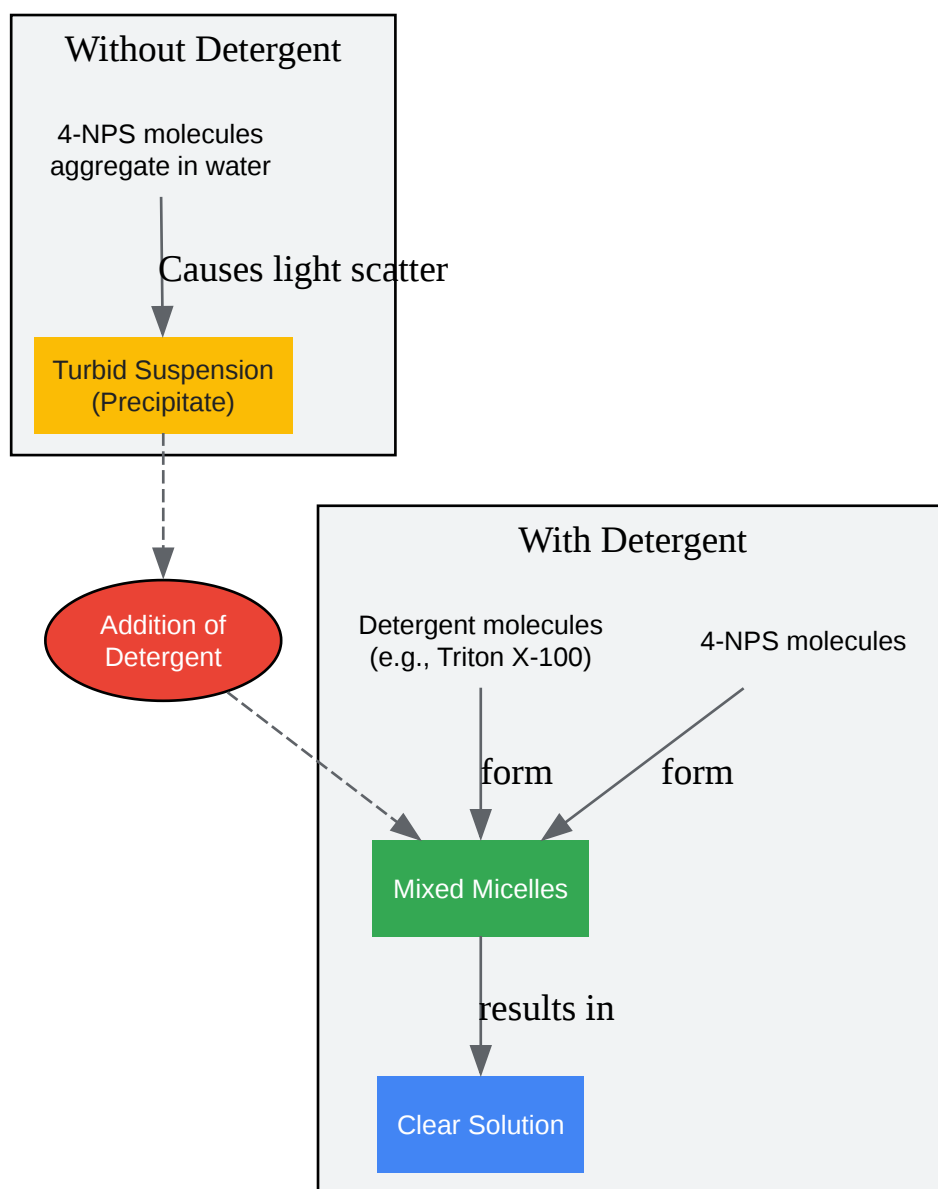 Without Detergent
4-NPS molecules
aggregate in water
Causes light scatter
Turbid Suspension
(Precipitate)
With Detergent
Addition of
Detergent
Detergent molecules
(e.g., Triton X-100)
4-NPS molecules
form
form
Mixed Micelles
results in
Clear Solution